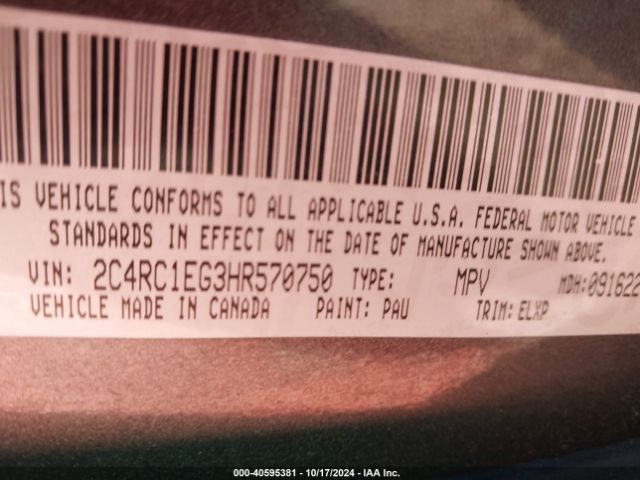 IS VEHICLE CONFORMS TO ALL APPLICABLE U.S.A. FEDERAL MOTOR VEHICLE
STANDARDS IN EFFECT ON THE DATE OF MANUFACTURE SHOWN ABOVE.
VIN: 2C4RC1EG3HR570750 TYPE: MPV MDH:091622
VEHICLE MADE IN CANADA PAINT: PAU TRIM: ELXP
000-40595381 - 10/17/2024 - IAA Inc.